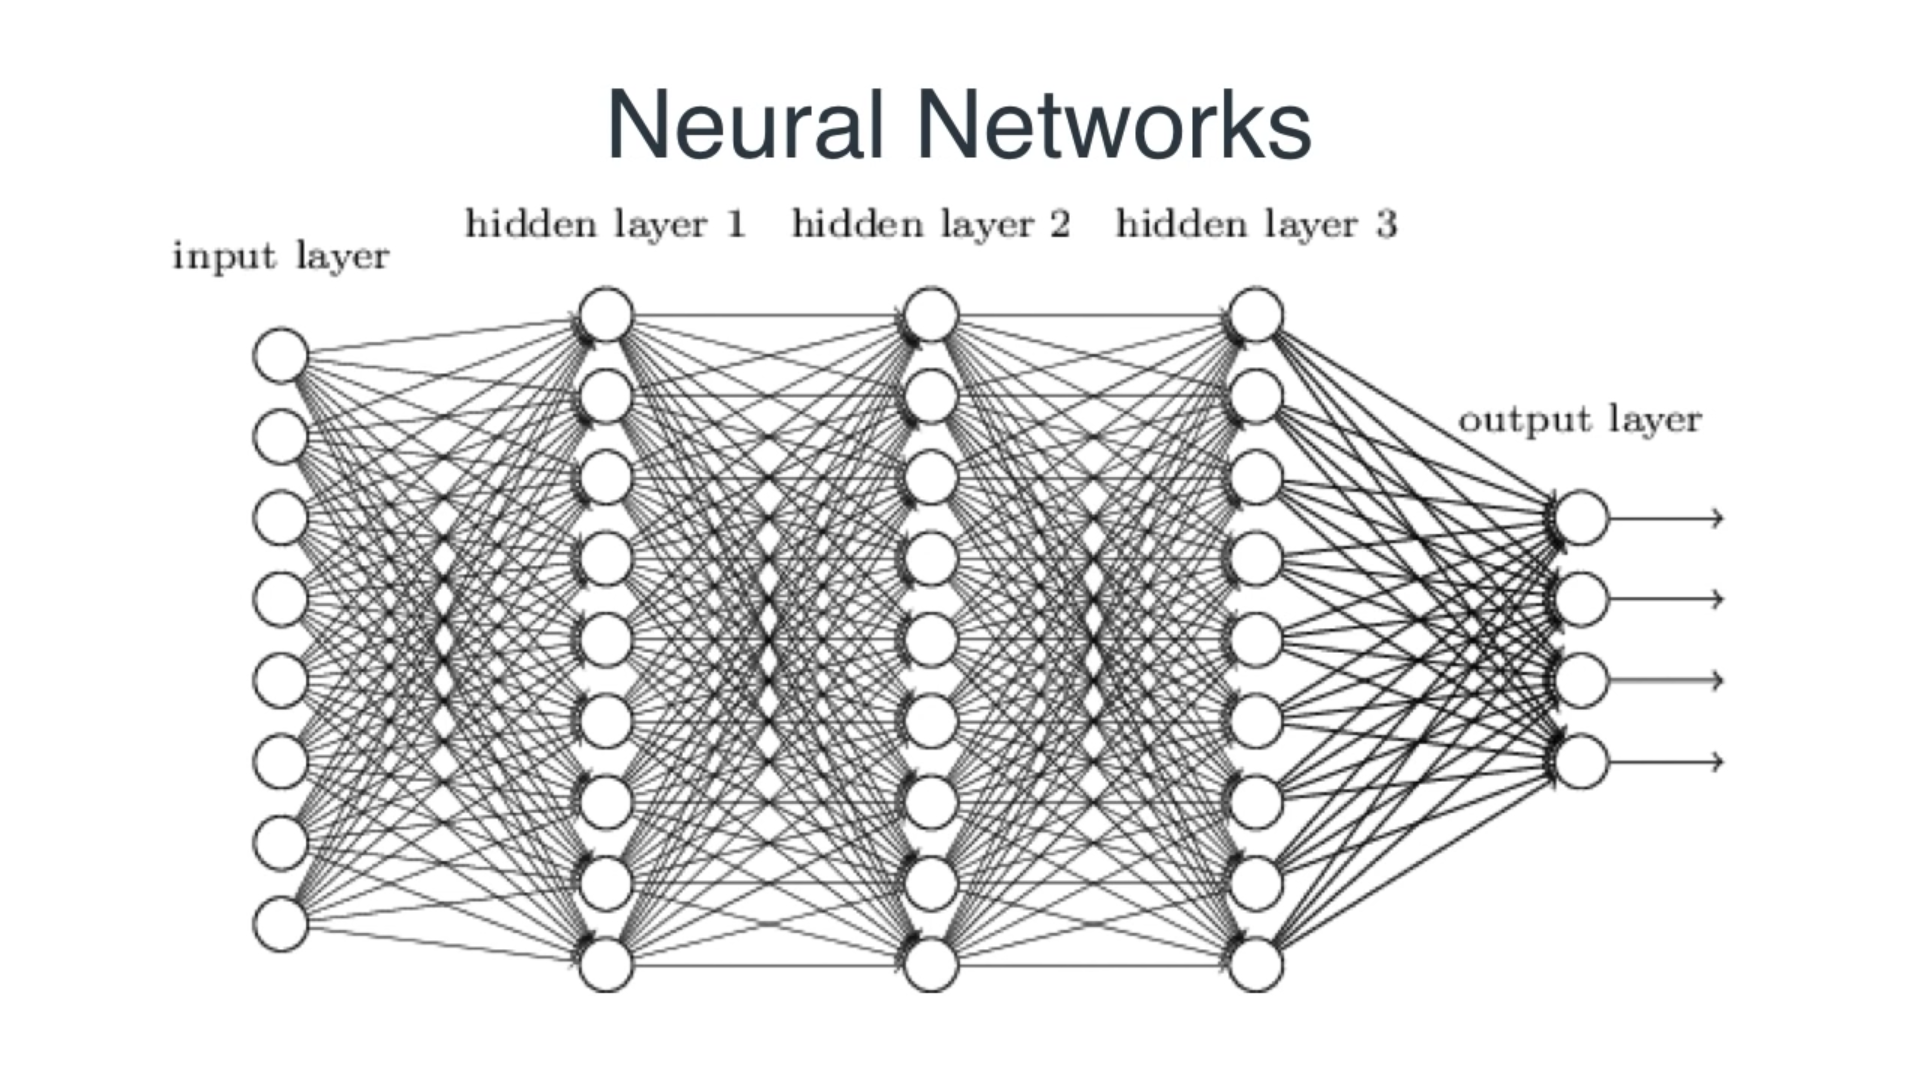 Neural Networks
input layer
hidden layer 1
hidden layer 2
hidden layer 3
output layer